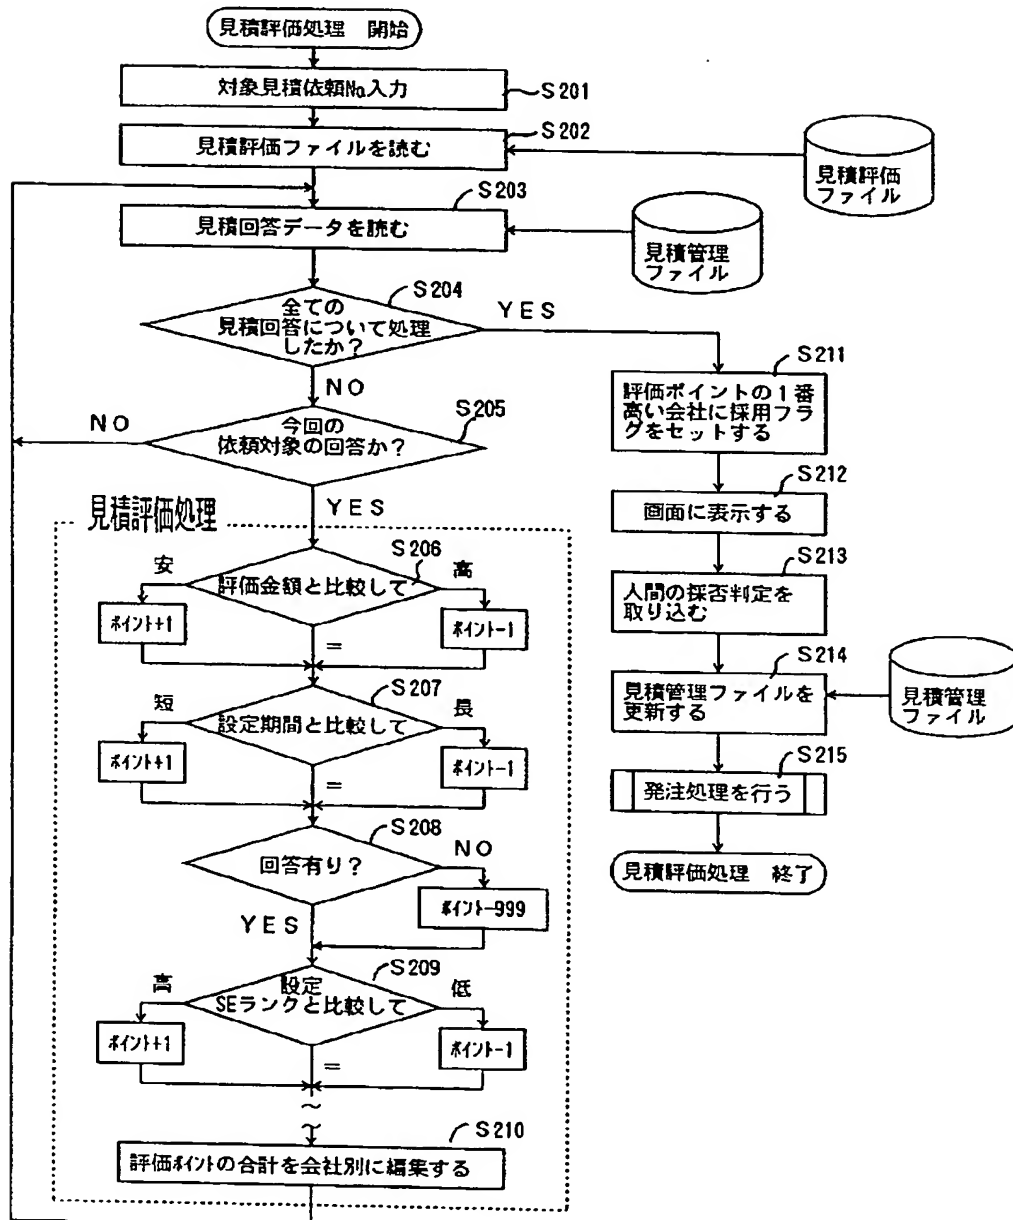 見積評価処理 開始
対象見積依頼No入力
S201
見積評価ファイルを読む
S202
見積評価
ファイル
見積回答データを読む
S203
見積管理
ファイル
全ての
見積回答について処理
したか？
S204
YES
NO
今回の
依頼対象の回答か？
S205
NO
YES
見積評価処理
評価金額と比較して
S206
安
高
ポイント+1
ポイント-1
=
設定期間と比較して
S207
短
長
ポイント+1
ポイント-1
=
回答有り？
S208
NO
YES
ポイント-999
設定
SEランクと比較して
S209
高
低
ポイント+1
ポイント-1
=
S210
評価ポイントの合計を会社別に編集する
S211
評価ポイントの１番
高い会社に採用フラ
グをセットする
S212
画面に表示する
S213
人間の採否判定を
取り込む
S214
見積管理ファイルを
更新する
見積管理
ファイル
S215
発注処理を行う
見積評価処理 終了